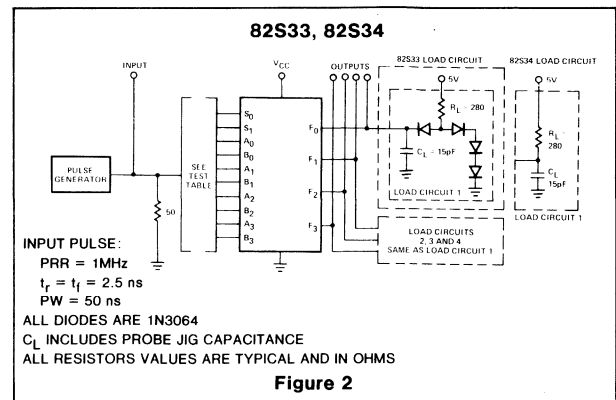 82S33, 82S34
INPUT
VCC
OUTPUTS
82S33 LOAD CIRCUIT
82S34 LOAD CIRCUIT
5V
5V
RL = 280
RL = 280
CL = 15pF
CL = 15pF
LOAD CIRCUIT 1
LOAD CIRCUIT 1
PULSE GENERATOR
50
SEE TEST TABLE
S0
S1
A0
B0
A1
B1
A2
B2
A3
B3
F0
F1
F2
F3
LOAD CIRCUITS
2, 3 AND 4
SAME AS LOAD CIRCUIT 1
INPUT PULSE:
PRR = 1MHz
tr = tf = 2.5 ns
PW = 50 ns
ALL DIODES ARE 1N3064
CL INCLUDES PROBE JIG CAPACITANCE
ALL RESISTORS VALUES ARE TYPICAL AND IN OHMS
Figure 2